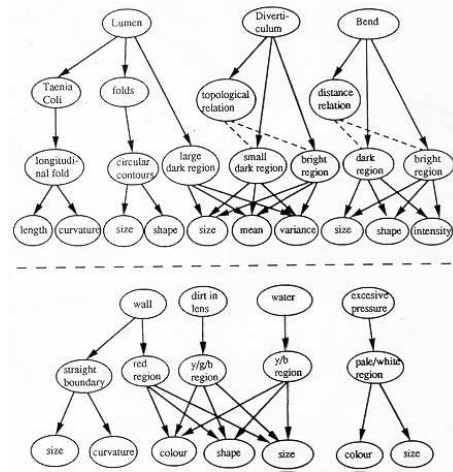 Lumen
Diverti-
culum
Bend
Taenia
Coli
folds
topological
relation
distance
relation
longitudi-
nal fold
circular
contours
large
dark region
small
dark region
bright
region
dark
region
bright
region
length
curvature
size
shape
size
mean
variance
size
shape
intensity
wall
dirt in
lens
water
excesive
pressure
straight
boundary
red
region
y/g/b
region
y/b
region
pale/white
region
size
curvature
colour
shape
size
colour
size